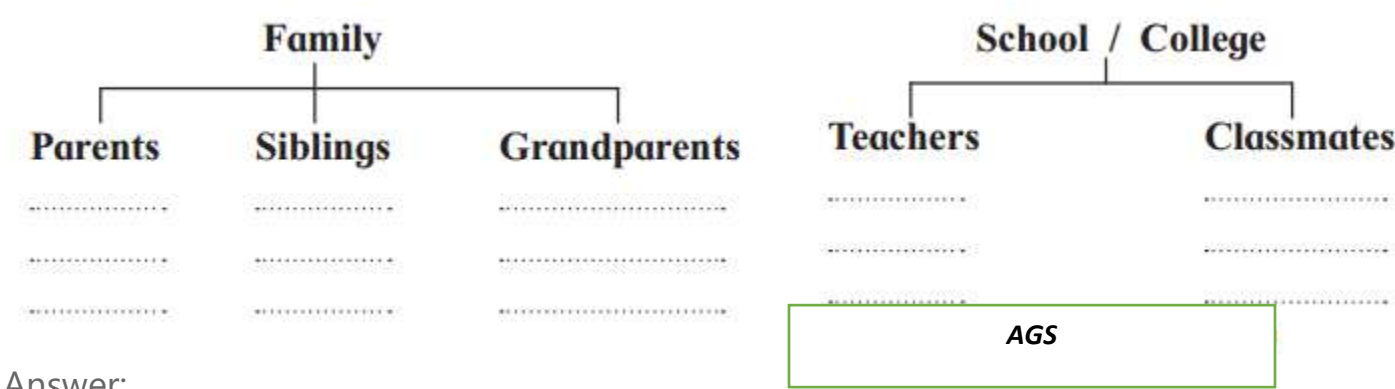 Family
School / College
Parents Siblings Grandparents
Teachers Classmates
AGS
Answer: